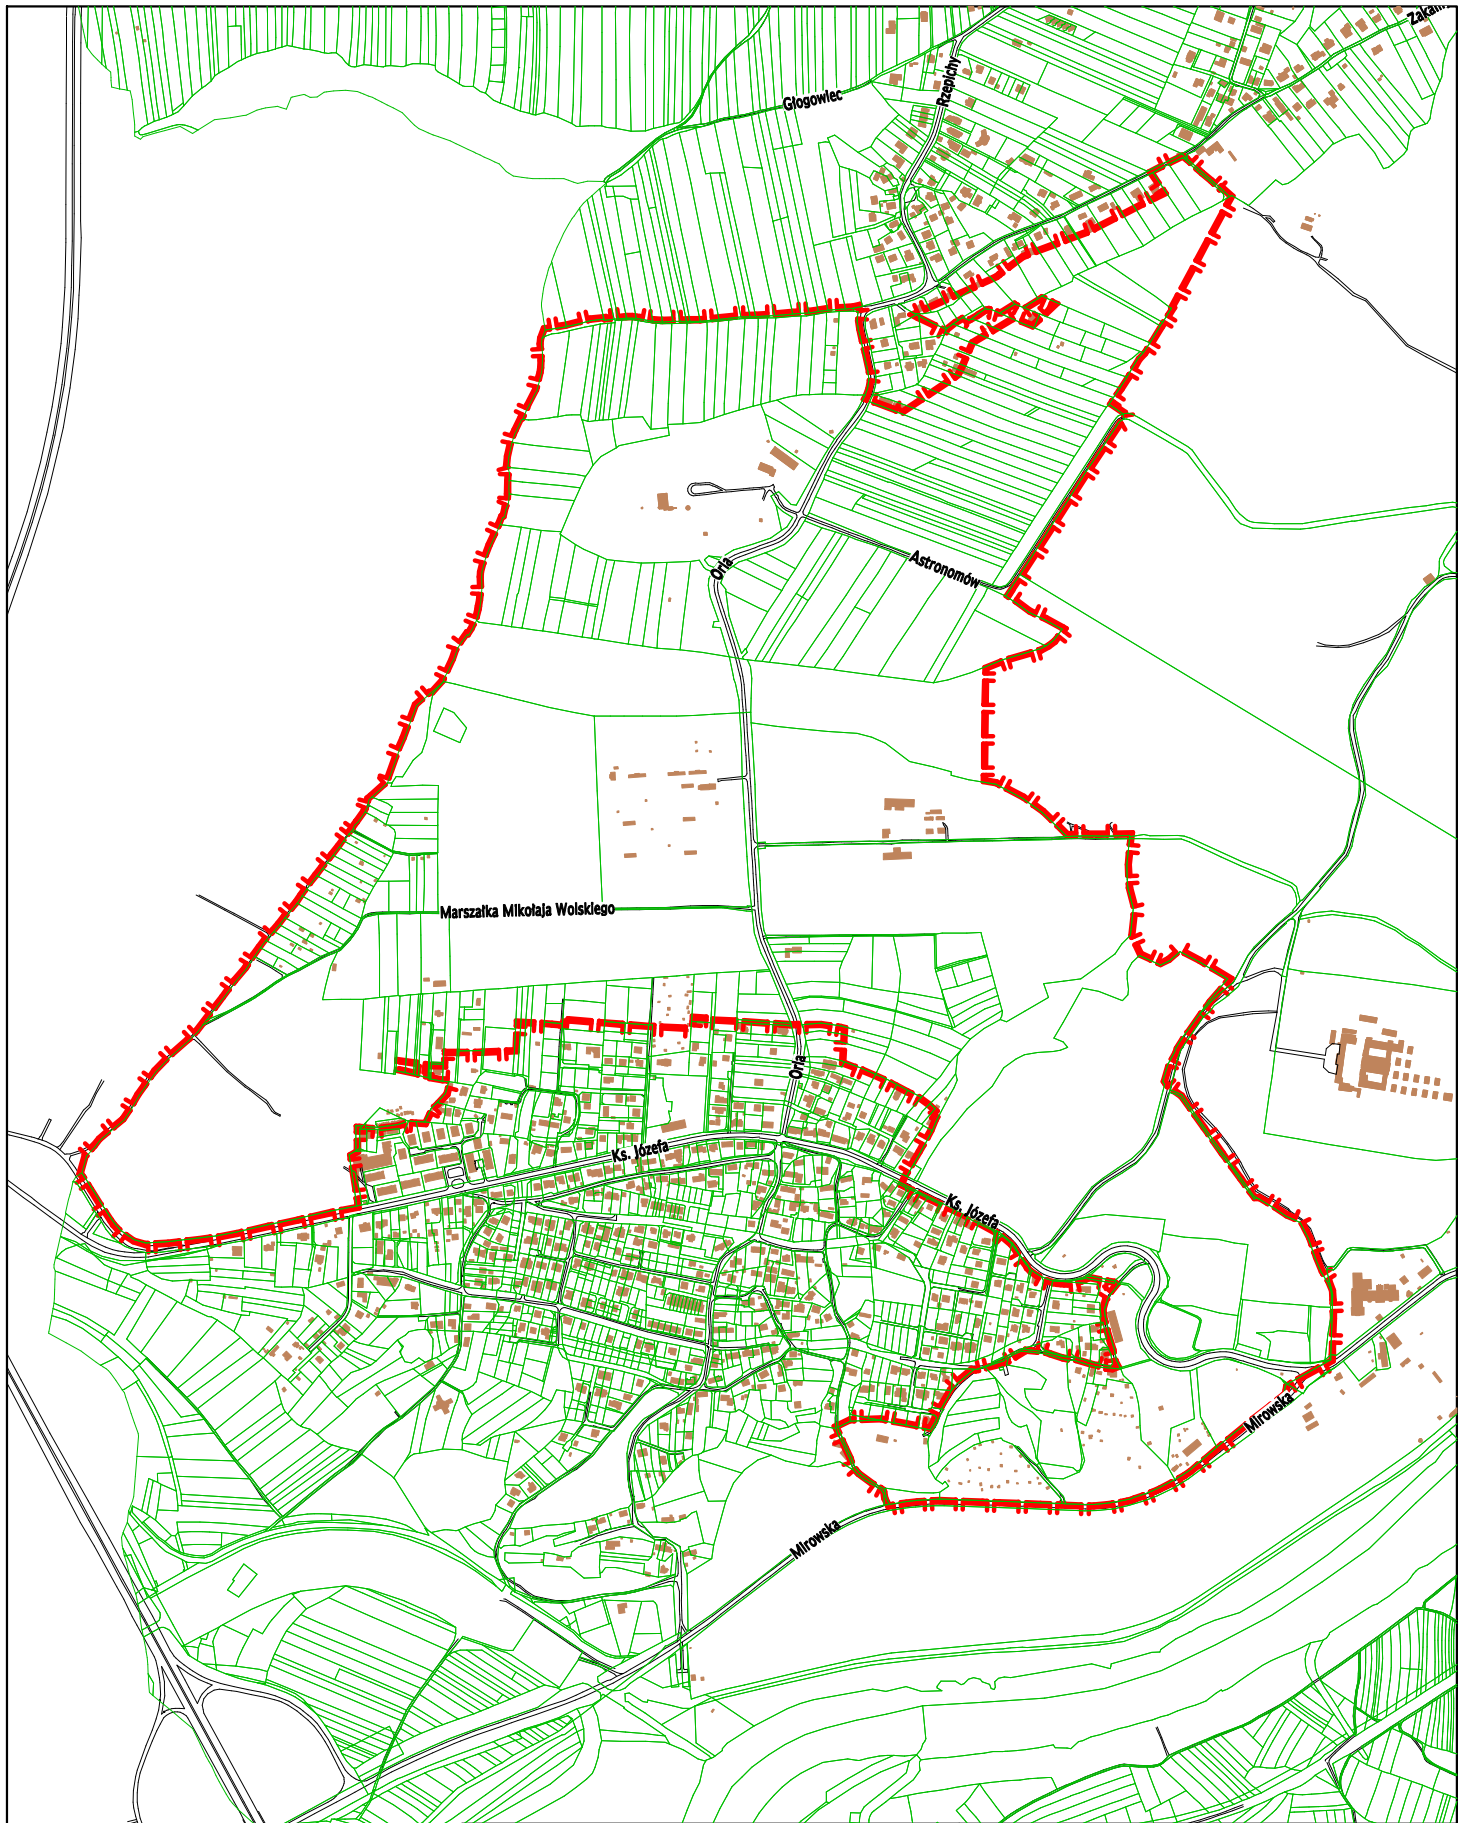 Zakam
Rzepichy
Głogowiec
Orla
Astronomów
Marszałka Mikołaja Wolskiego
Orla
Ks. Józefa
Ks. Józefa
Mirowska
Mirowska